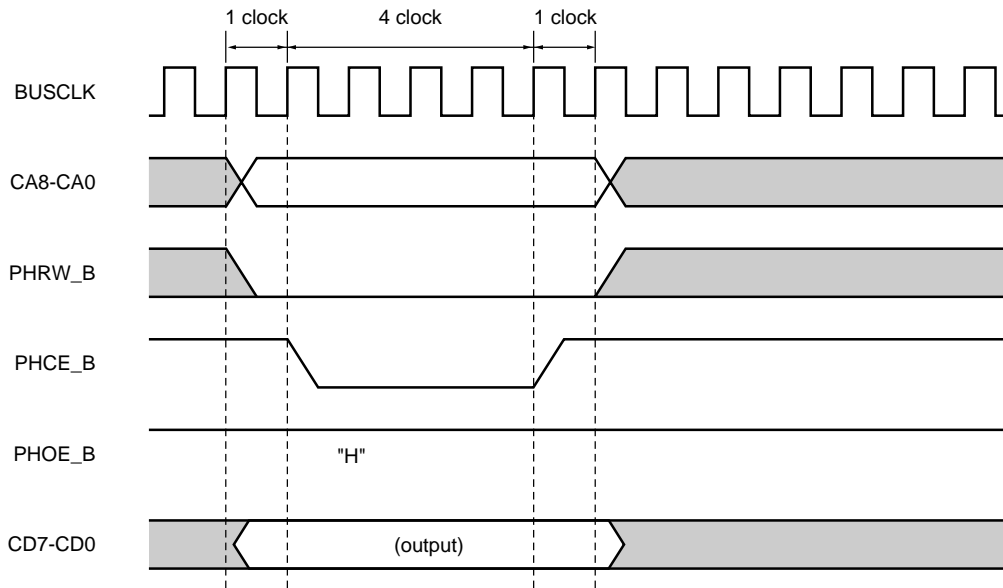 1 clock 4 clock 1 clock
BUSCLK
CA8-CA0
PHRW_B
PHCE_B
PHOE_B "H"
CD7-CD0 (output)